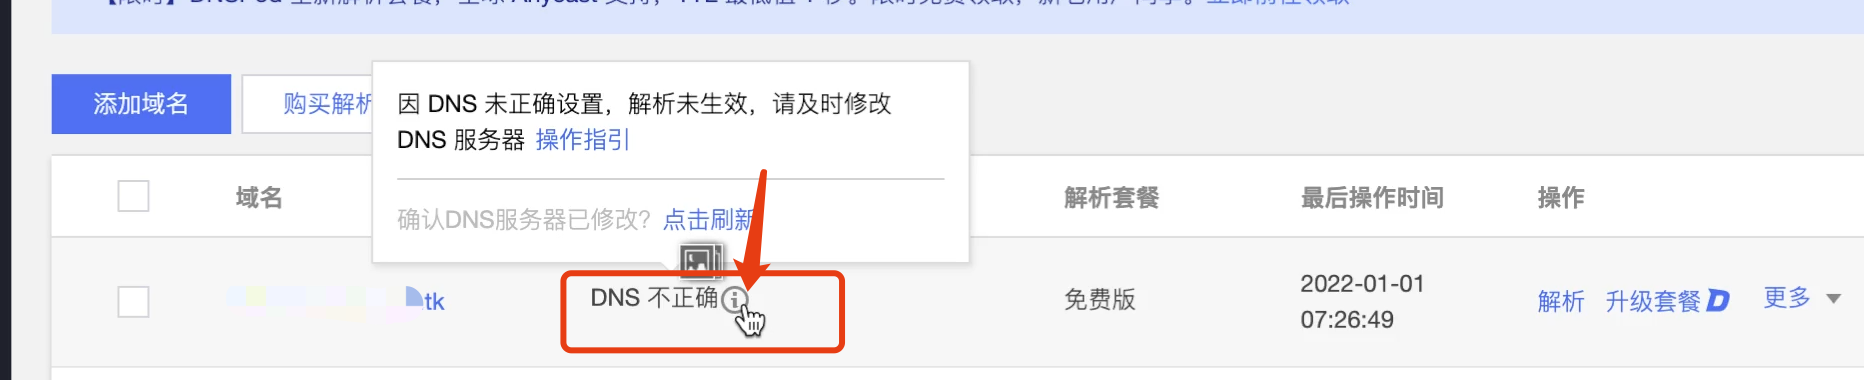 添加域名
购买解析
因 DNS 未正确设置，解析未生效，请及时修改
DNS 服务器 操作指引
确认DNS服务器已修改？点击刷新
域名
解析套餐
最后操作时间
操作
tk
DNS 不正确
免费版
2022-01-01
07:26:49
解析
升级套餐
更多